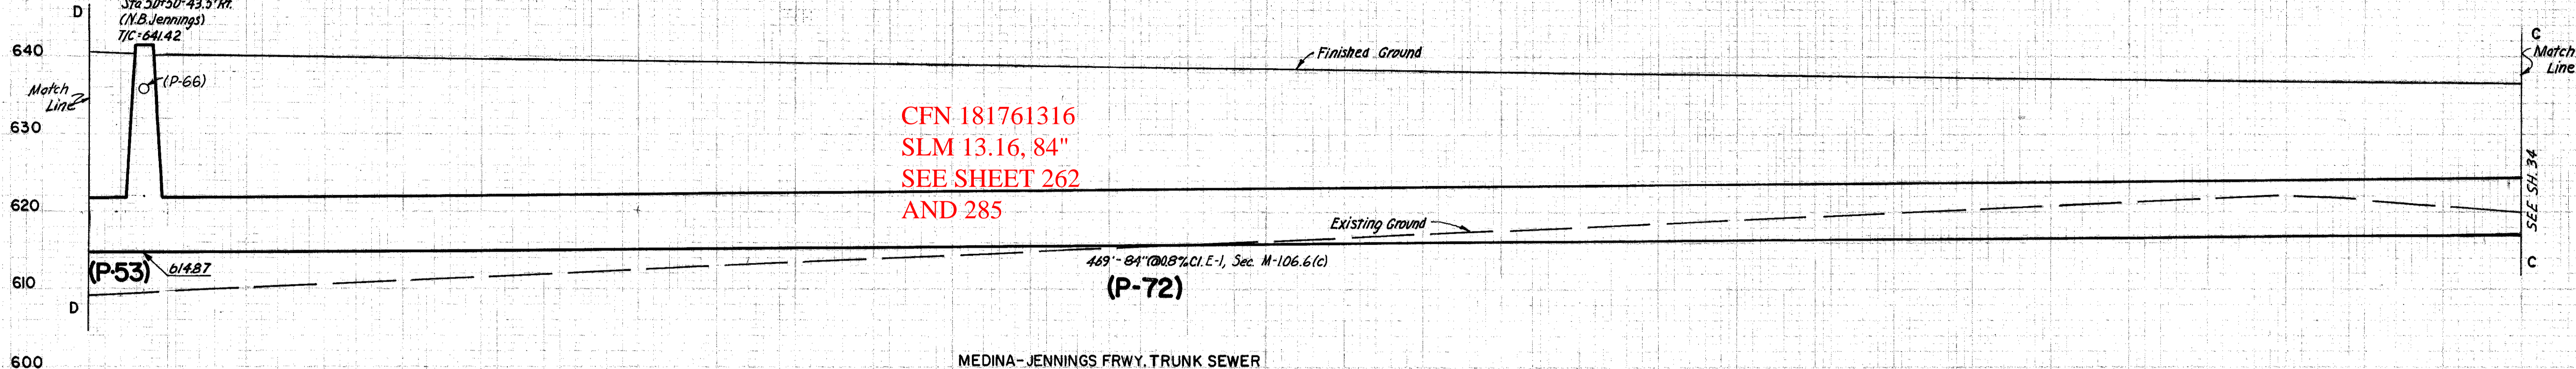 D
Sta 50+50-43.5' Rt.
(N.B. Jennings)
T/C=641.42
640
(P-66)
Match
Line
Finished Ground
C
Match
Line
630
CFN 181761316
SLM 13.16, 84"
SEE SHEET 262
AND 285
SEE SH. 34
620
Existing Ground
(P-53)
614.87
469'-84"@0.8% Cl. E-1, Sec. M-106.6(c)
C
610
(P-72)
D
600
MEDINA-JENNINGS FRWY. TRUNK SEWER